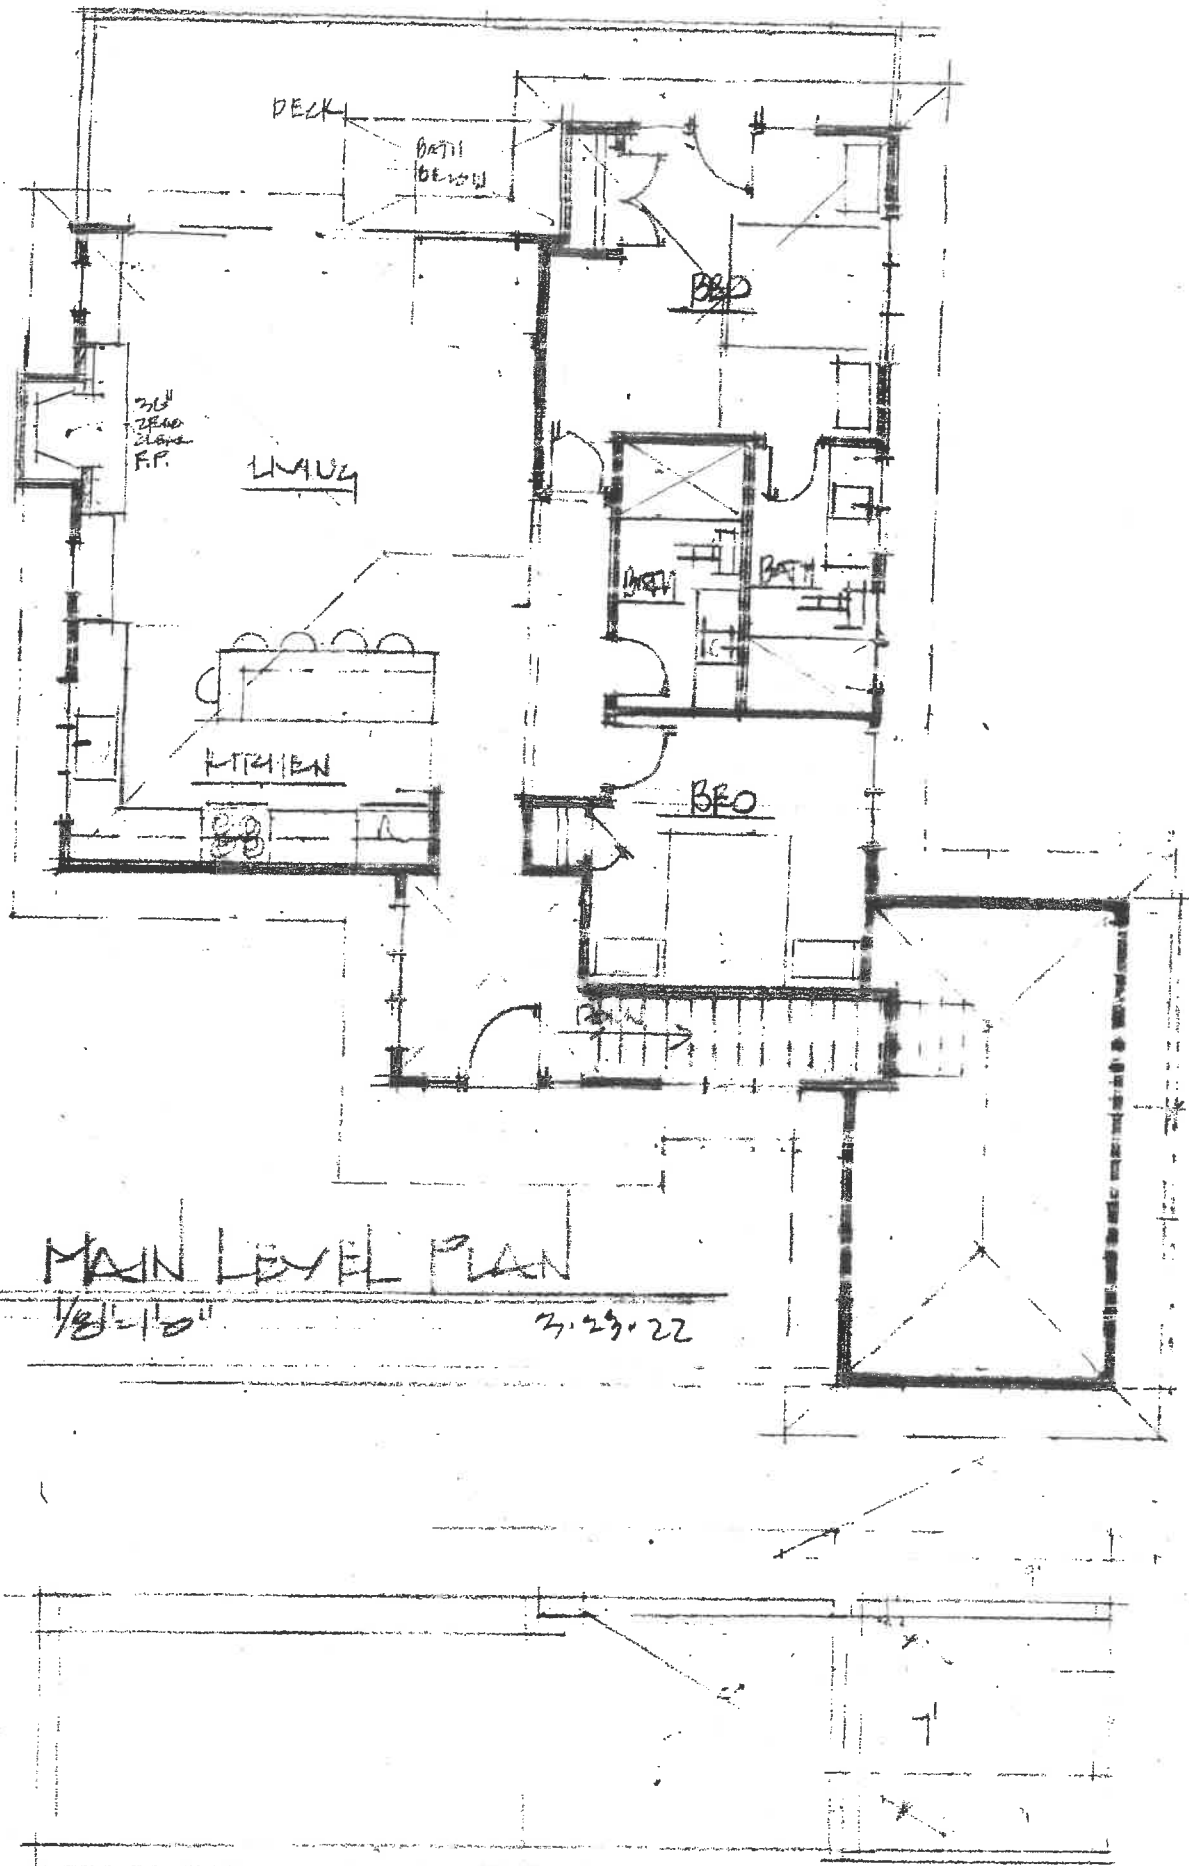 DECK
BATH
BELOW
BED
36"
ZERO
CLEAR
F.P.
LIVING
BATH
BATH
KITCHEN
BED
DOWN
MAIN LEVEL PLAN
1/8"=1'0"
3.23.22
7'